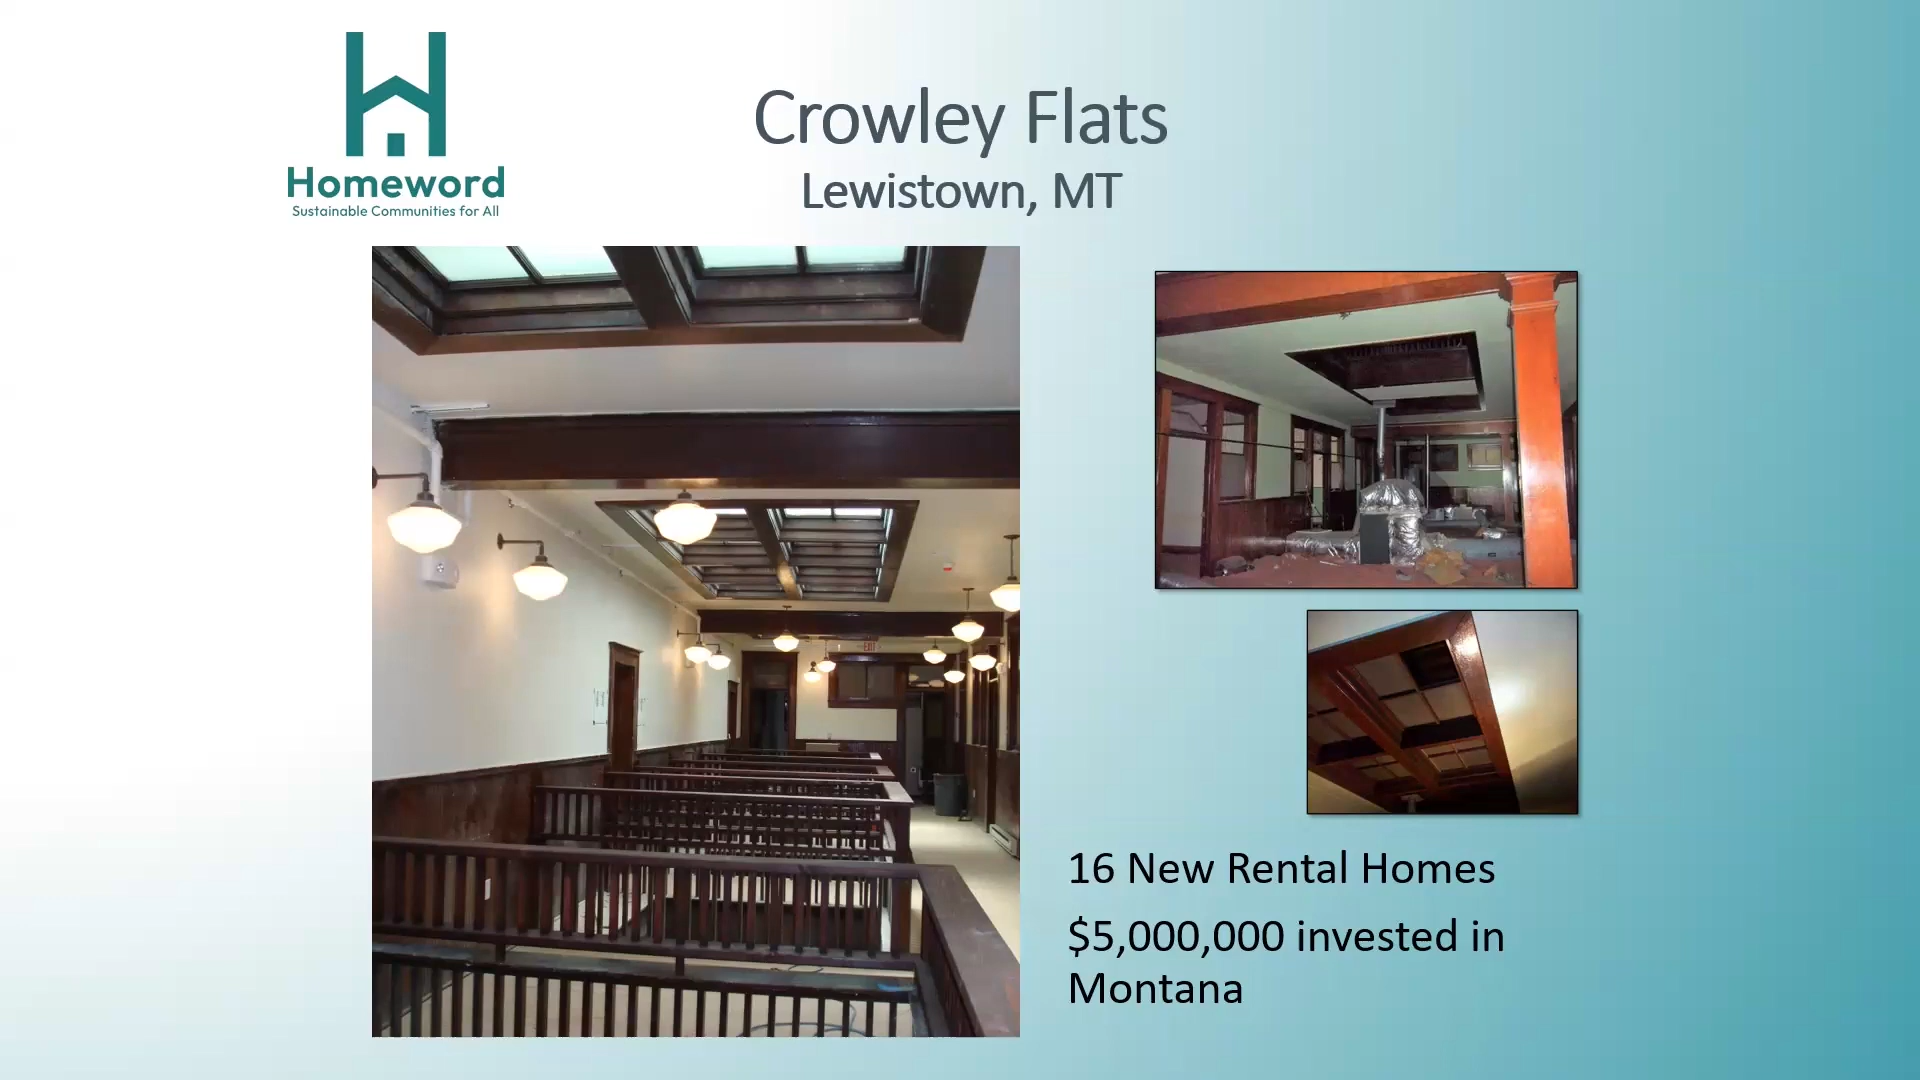 Homeword
Sustainable Communities for All
Crowley Flats
Lewistown, MT
EXIT
16 New Rental Homes
$5,000,000 invested in
Montana